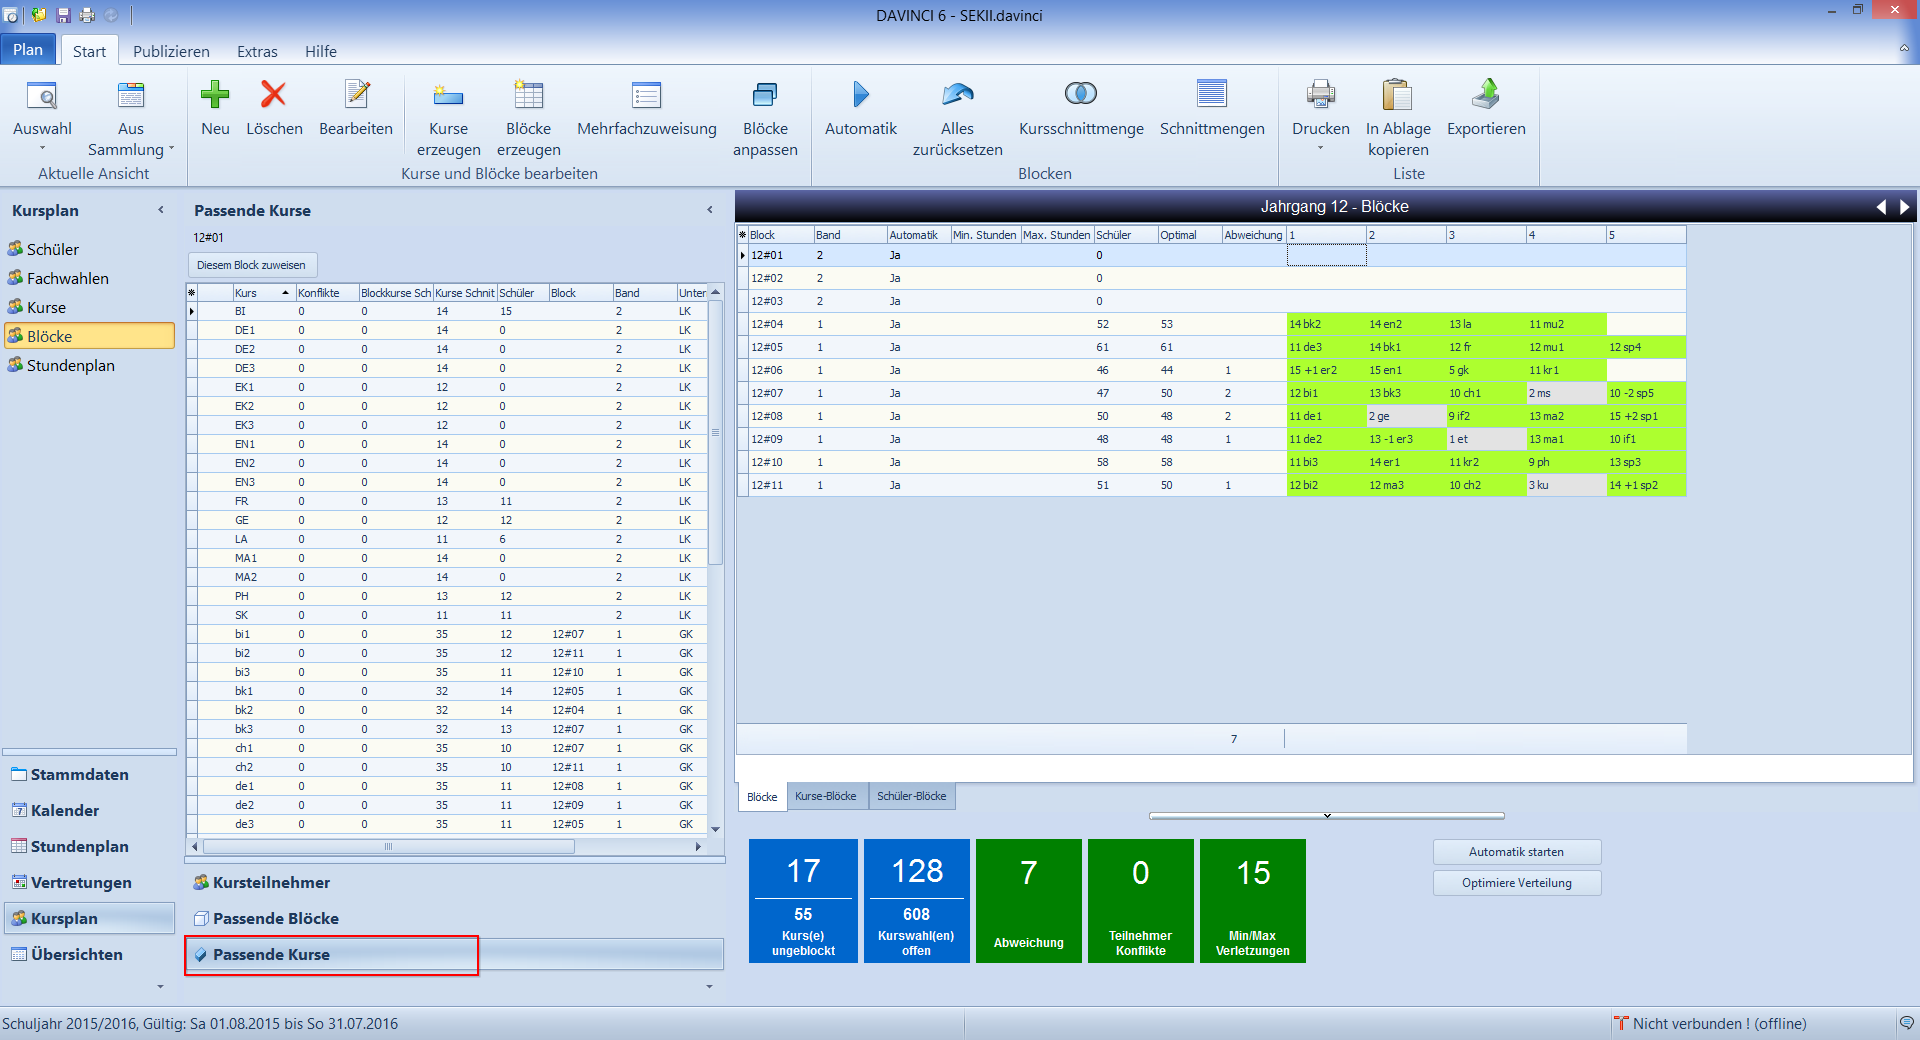 DAVINCI 6 - SEKII.davinci
Plan Start Publizieren Extras Hilfe
Auswahl Aus Sammlung
Aktuelle Ansicht
Neu Löschen Bearbeiten Kurse erzeugen Blöcke erzeugen Mehrfachzuweisung Blöcke anpassen
Kurse und Blöcke bearbeiten
Automatik Alles zurücksetzen Kursschnittmenge Schnittmengen
Blocken
Drucken In Ablage kopieren Exportieren
Liste
Kursplan
Schüler
Fachwahlen
Kurse
Blöcke
Stundenplan
Stammdaten
Kalender
Stundenplan
Vertretungen
Kursplan
Übersichten
Passende Kurse
12#01
Diesem Block zuweisen
Kurs Konflikte Blockkurse Sch Kurse Schnit Schüler Block Band Unter
BI 0 0 14 15 2 LK
DE1 0 0 14 0 2 LK
DE2 0 0 14 0 2 LK
DE3 0 0 14 0 2 LK
EK1 0 0 12 0 2 LK
EK2 0 0 12 0 2 LK
EK3 0 0 12 0 2 LK
EN1 0 0 14 0 2 LK
EN2 0 0 14 0 2 LK
EN3 0 0 14 0 2 LK
FR 0 0 13 11 2 LK
GE 0 0 12 12 2 LK
LA 0 0 11 6 2 LK
MA1 0 0 14 0 2 LK
MA2 0 0 14 0 2 LK
PH 0 0 13 12 2 LK
SK 0 0 11 11 2 LK
bi1 0 0 35 12 12#07 1 GK
bi2 0 0 35 12 12#11 1 GK
bi3 0 0 35 11 12#10 1 GK
bk1 0 0 32 14 12#05 1 GK
bk2 0 0 32 14 12#04 1 GK
bk3 0 0 32 13 12#07 1 GK
ch1 0 0 35 10 12#07 1 GK
ch2 0 0 35 10 12#11 1 GK
de1 0 0 35 11 12#08 1 GK
de2 0 0 35 11 12#09 1 GK
de3 0 0 35 11 12#05 1 GK
Kursteilnehmer
Passende Blöcke
Passende Kurse
Jahrgang 12 - Blöcke
Block Band Automatik Min. Stunden Max. Stunden Schüler Optimal Abweichung 1 2 3 4 5
12#01 2 Ja 0
12#02 2 Ja 0
12#03 2 Ja 0
12#04 1 Ja 52 53 14 bk2 14 en2 13 la 11 mu2
12#05 1 Ja 61 61 11 de3 14 bk1 12 fr 12 mu1 12 sp4
12#06 1 Ja 46 44 1 15 +1 er2 15 en1 5 gk 11 kr1
12#07 1 Ja 47 50 2 12 bi1 13 bk3 10 ch1 2 ms 10 -2 sp5
12#08 1 Ja 50 48 2 11 de1 2 ge 9 if2 13 ma2 15 +2 sp1
12#09 1 Ja 48 48 1 11 de2 13 -1 er3 1 et 13 ma1 10 if1
12#10 1 Ja 58 58 11 bi3 14 er1 11 kr2 9 ph 13 sp3
12#11 1 Ja 51 50 1 12 bi2 12 ma3 10 ch2 3 ku 14 +1 sp2
7
Blöcke Kurse-Blöcke Schüler-Blöcke
17
55
Kurs(e)
ungeblockt
128
608
Kurswahl(en)
offen
7
Abweichung
0
Teilnehmer
Konflikte
15
Min/Max
Verletzungen
Automatik starten
Optimiere Verteilung
Schuljahr 2015/2016, Gültig: Sa 01.08.2015 bis So 31.07.2016
Nicht verbunden ! (offline)